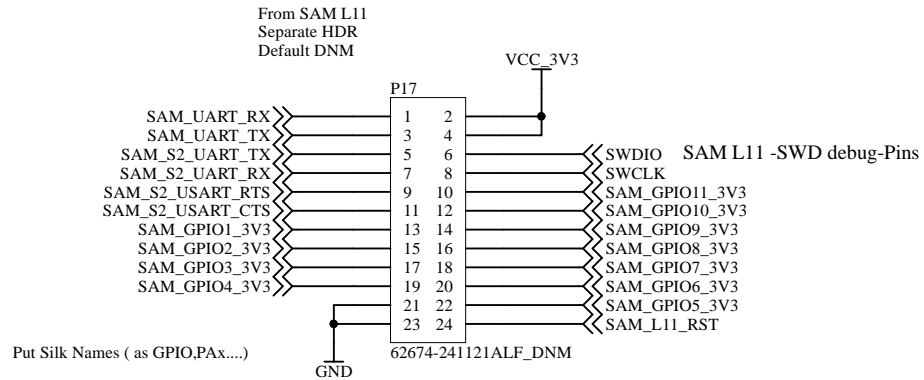 From SAM L11
Separate HDR
Default DNM
VCC_3V3
P17
SAM_UART_RX 1 2
SAM_UART_TX 3 4
SAM_S2_UART_TX 5 6 SWDIO SAM L11 -SWD debug-Pins
SAM_S2_UART_RX 7 8 SWCLK
SAM_S2_USART_RTS 9 10 SAM_GPIO11_3V3
SAM_S2_USART_CTS 11 12 SAM_GPIO10_3V3
SAM_GPIO1_3V3 13 14 SAM_GPIO9_3V3
SAM_GPIO2_3V3 15 16 SAM_GPIO8_3V3
SAM_GPIO3_3V3 17 18 SAM_GPIO7_3V3
SAM_GPIO4_3V3 19 20 SAM_GPIO6_3V3
21 22 SAM_GPIO5_3V3
23 24 SAM_L11_RST
Put Silk Names ( as GPIO,PAx....) 62674-241121ALF_DNM
GND